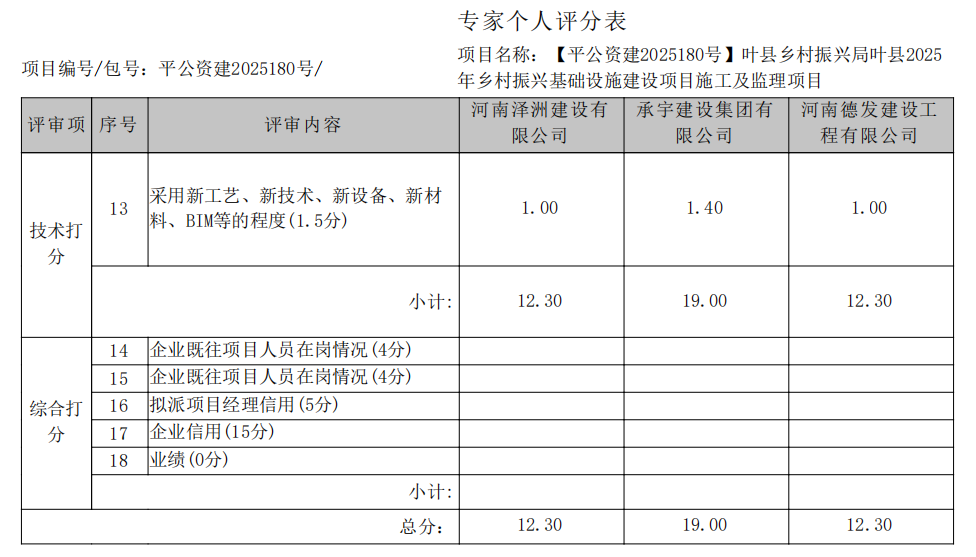 专家个人评分表
项目编号/包号：平公资建2025180号/
项目名称：【平公资建2025180号】叶县乡村振兴局叶县2025
年乡村振兴基础设施建设项目施工及监理项目
评审项 序号 评审内容 河南泽洲建设有 承宇建设集团有 河南德发建设工
限公司 限公司 程有限公司
技术打
分
13 采用新工艺、新技术、新设备、新材
料、BIM等的程度(1.5分)
1.00 1.40 1.00
小计: 12.30 19.00 12.30
综合打
分
14 企业既往项目人员在岗情况(4分)
15 企业既往项目人员在岗情况(4分)
16 拟派项目经理信用(5分)
17 企业信用(15分)
18 业绩(0分)
小计:
总分: 12.30 19.00 12.30